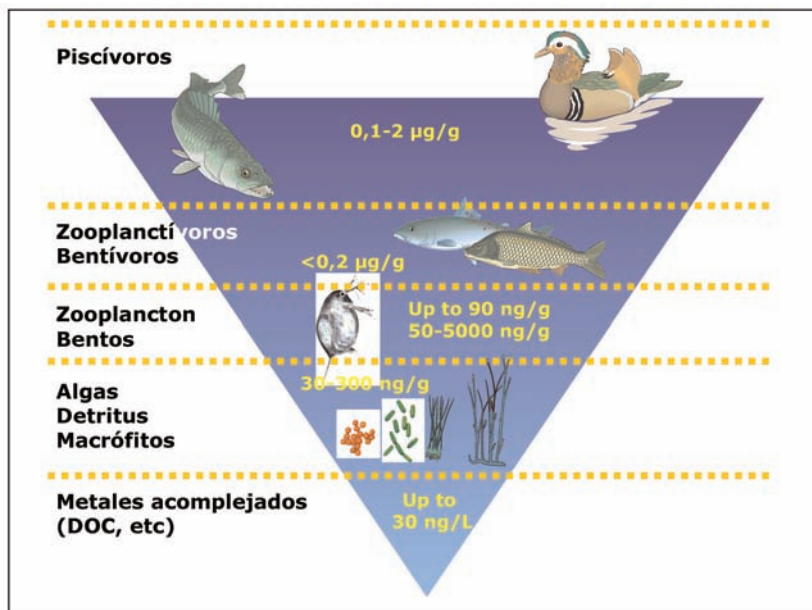 Piscívoros
0,1-2 µg/g
Zooplanctívoros
Bentívoros
<0,2 µg/g
Zooplancton
Bentos
Up to 90 ng/g
50-5000 ng/g
30-300 ng/g
Algas
Detritus
Macrófitos
Metales acomplejados
(DOC, etc)
Up to
30 ng/L